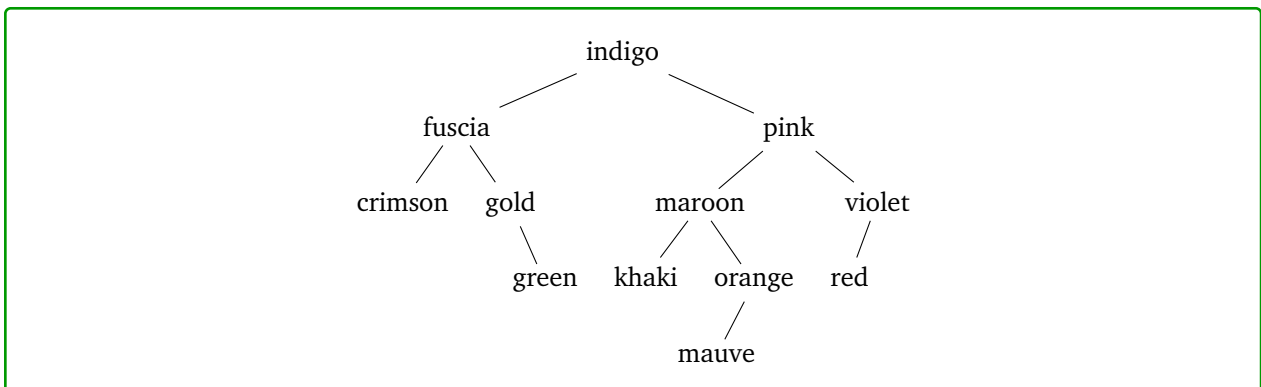 indigo
fuscia pink
crimson gold maroon violet
green khaki orange red
mauve